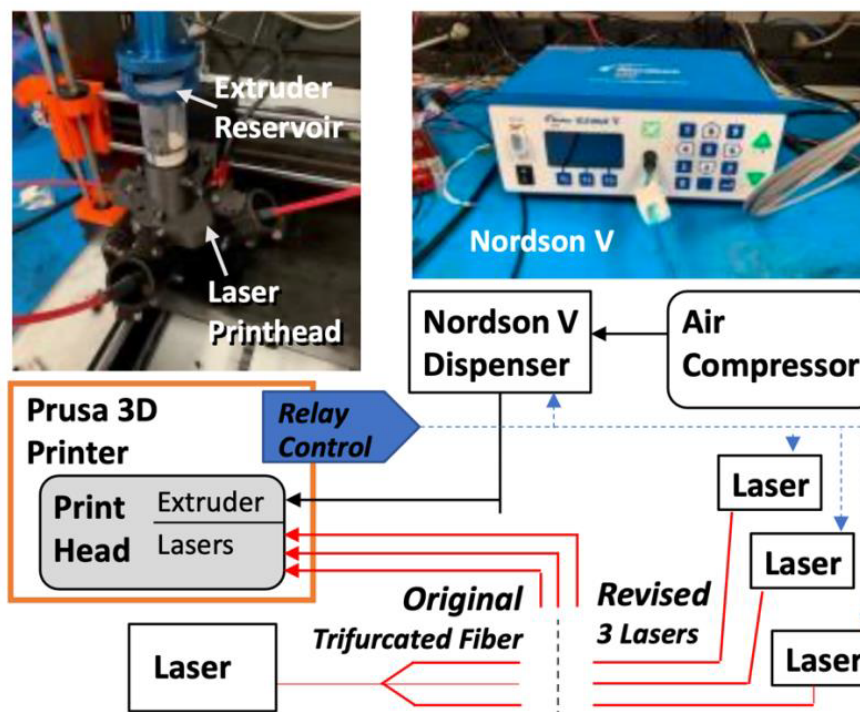 Extruder
Reservoir
Laser
Printhead
Nordson
Nordson V
Nordson V
Dispenser
Air
Compressor
Prusa 3D
Printer
Relay
Control
Print
Head
Extruder
Lasers
Laser
Laser
Laser
Original
Trifurcated Fiber
Revised
3 Lasers
Laser